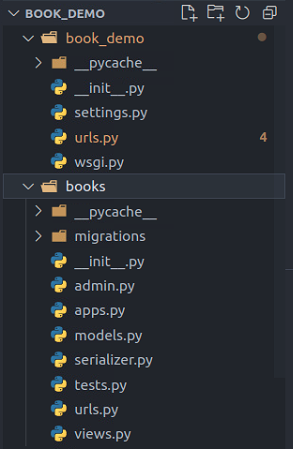 BOOK_DEMO
book_demo
__pycache__
__init__.py
settings.py
urls.py 4
wsgi.py
books
__pycache__
migrations
__init__.py
admin.py
apps.py
models.py
serializer.py
tests.py
urls.py
views.py